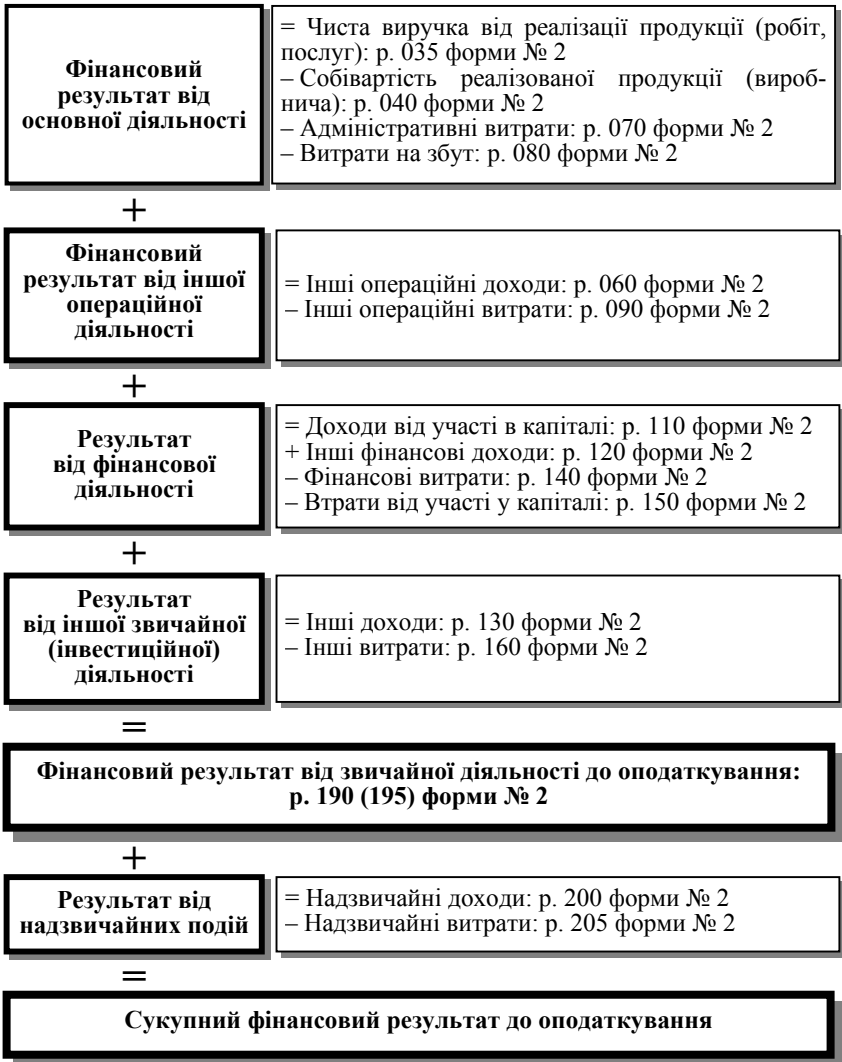 Фінансовий
результат від
основної діяльності
= Чиста виручка від реалізації продукції (робіт,
послуг): р. 035 форми № 2
– Собівартість реалізованої продукції (вироб-
нича): р. 040 форми № 2
– Адміністративні витрати: р. 070 форми № 2
– Витрати на збут: р. 080 форми № 2
+
Фінансовий
результат від іншої
операційної
діяльності
= Інші операційні доходи: р. 060 форми № 2
– Інші операційні витрати: р. 090 форми № 2
+
Результат
від фінансової
діяльності
= Доходи від участі в капіталі: р. 110 форми № 2
+ Інші фінансові доходи: р. 120 форми № 2
– Фінансові витрати: р. 140 форми № 2
– Втрати від участі у капіталі: р. 150 форми № 2
+
Результат
від іншої звичайної
(інвестиційної)
діяльності
= Інші доходи: р. 130 форми № 2
– Інші витрати: р. 160 форми № 2
=
Фінансовий результат від звичайної діяльності до оподаткування:
р. 190 (195) форми № 2
+
Результат від
надзвичайних подій
= Надзвичайні доходи: р. 200 форми № 2
– Надзвичайні витрати: р. 205 форми № 2
=
Сукупний фінансовий результат до оподаткування